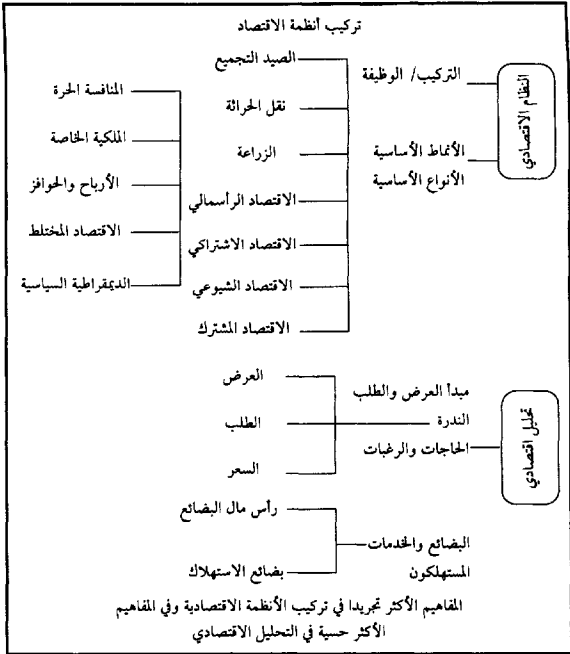 تركيب أنظمة الاقتصاد
النظام الاقتصادي
التركيب/ الوظيفة
الأنماط الأساسية
الأنواع الأساسية
الصيد التجميع
نقل الحراثة
الزراعة
الاقتصاد الرأسمالي
الاقتصاد الاشتراكي
الاقتصاد الشيوعي
الاقتصاد المشترك
المنافسة الحرة
الملكية الخاصة
الأرباح والحوافز
الاقتصاد المختلط
الديمقراطية السياسية
تحليل اقتصادي
مبدأ العرض والطلب
الندرة
الحاجات والرغبات
العرض
الطلب
السعر
البضائع والخدمات
المستهلكون
رأس مال البضائع
بضائع الاستهلاك
المفاهيم الأكثر تجريدا في تركيب الأنظمة الاقتصادية وفي المفاهيم
الأكثر حسية في التحليل الاقتصادي